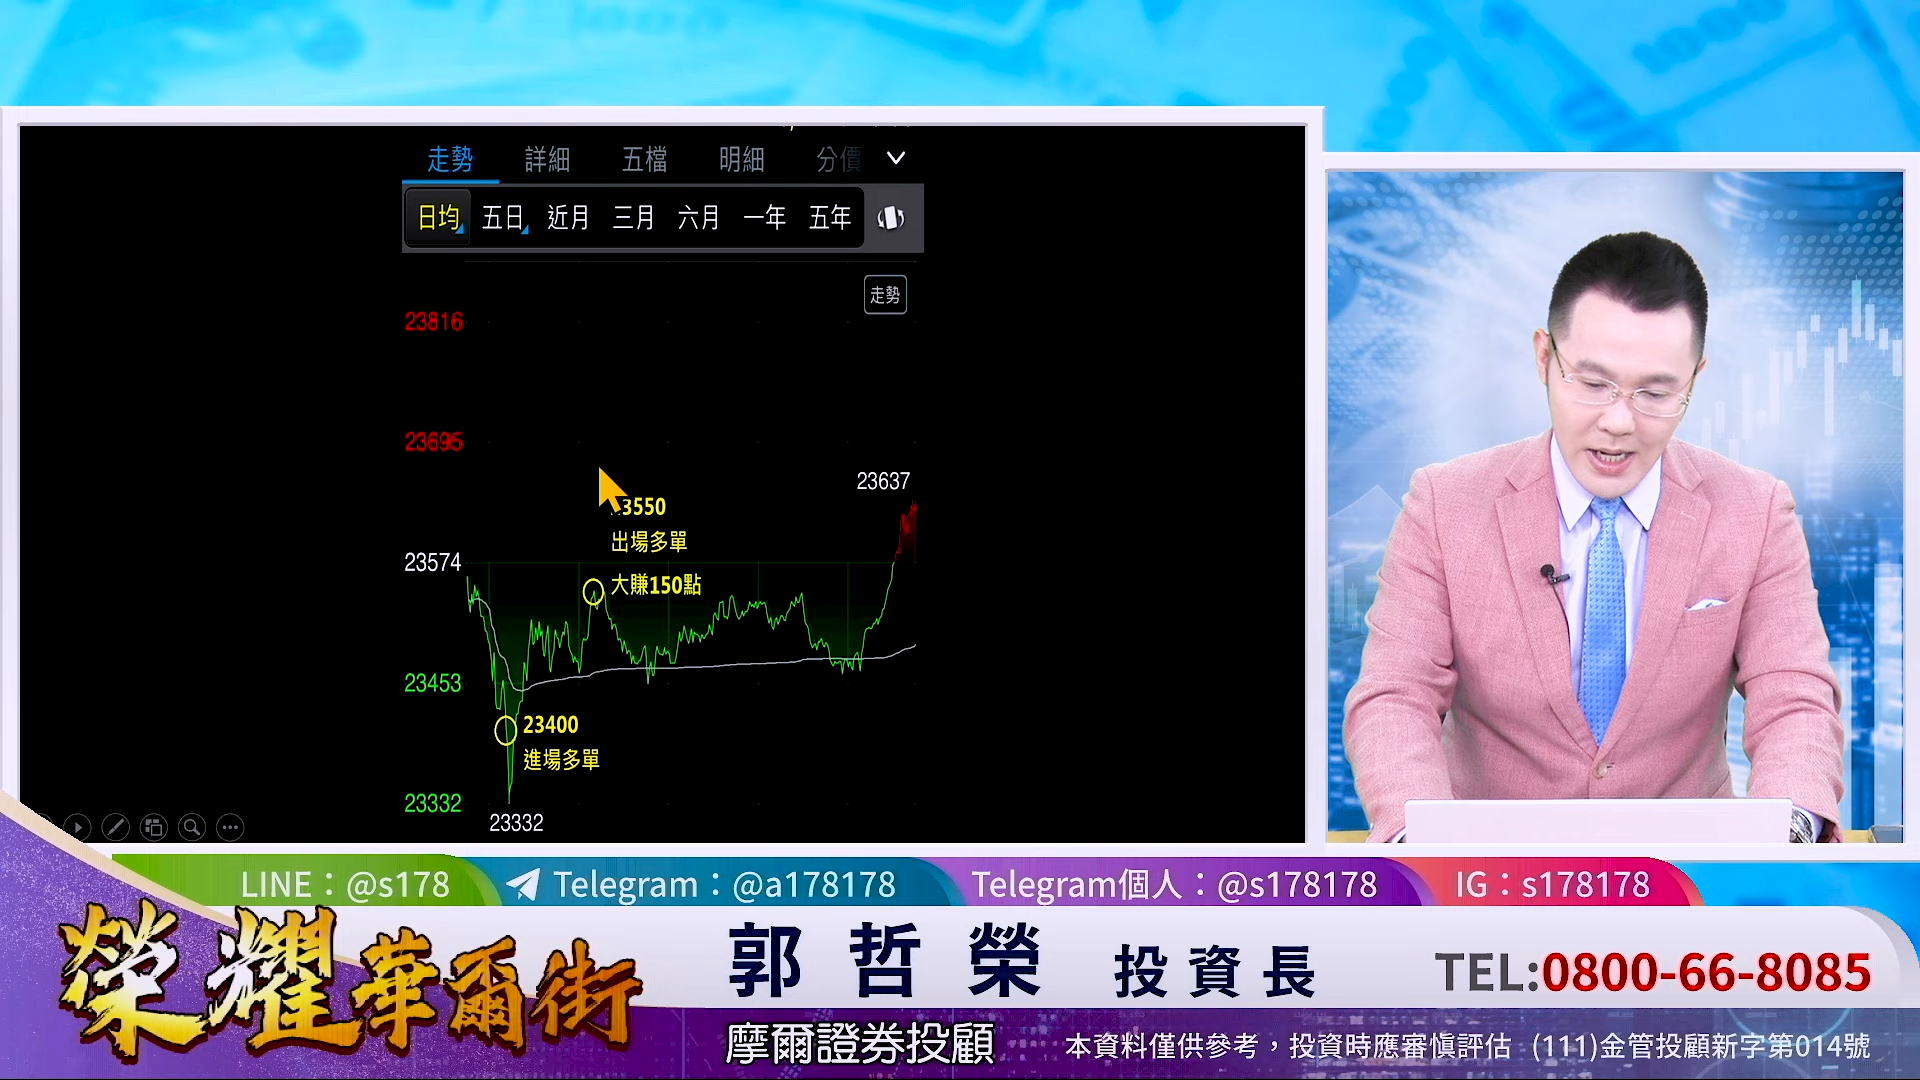 走勢 詳細 五檔 明細 分價
日均 五日 近月 三月 六月 一年 五年
走勢
23816
23695
23637
3550
出場多單
23574
大賺150點
23453
23400
進場多單
23332
23332
LINE：@s178 Telegram：@a178178 Telegram個人：@s178178 IG：s178178
榮耀華爾街
郭哲榮 投資長
TEL:0800-66-8085
摩爾證券投顧
本資料僅供參考，投資時應審慎評估 (111)金管投顧新字第014號